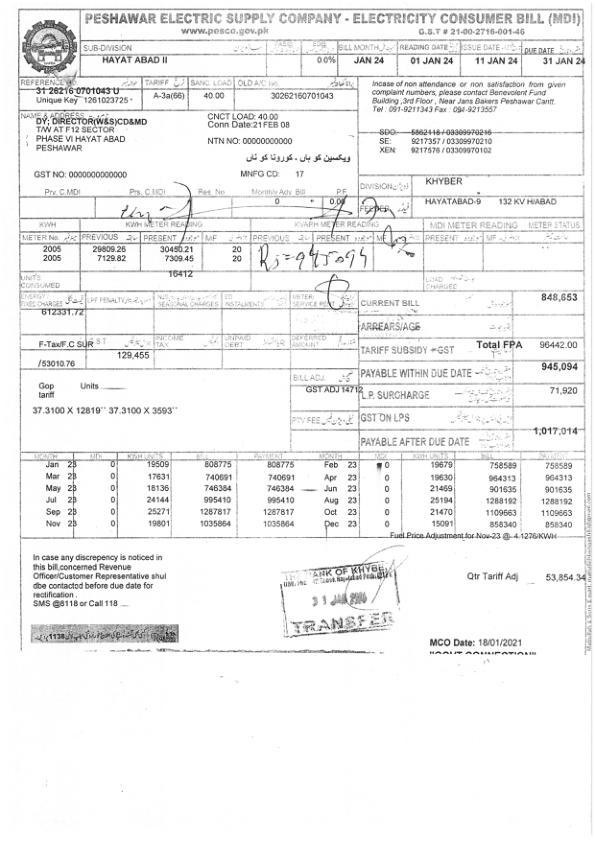 PESHAWAR ELECTRIC SUPPLY COMPANY - ELECTRICITY CONSUMER BILL (MDI)
www.pesco.gov.pk G.S.T # 21-00-2716-001-46
SUB-DIVISION BILL MONTH READING DATE ISSUE DATE DUE DATE
HAYAT ABAD II 00% JAN 24 01 JAN 24 11 JAN 24 31 JAN 24
REFERENCE TARIFF SANC. LOAD OLD A/C No.
31 26216 0701043 U A-3a(66) 40.00 30262160701043
Unique Key 1261023725
Incase of non attendance or non satisfaction from given
complaint numbers, please contact Benevolent Fund
Building ,3rd Floor , Near Jans Bakers Peshawar Cantt.
Tel : 091-9211343 Fax: 094-9213557
NAME & ADDRESS
DY; DIRECTOR(W&S)CD&MD
T/W AT F12 SECTOR
PHASE VI HAYAT ABAD
PESHAWAR
CNCT LOAD: 40.00
Conn Date:21 FEB 08
NTN NO: 00000000000
ویکسین کو ہاں، کورونا کو ناں
SDO: 5862118 / 03309970216
SE: 9217357 / 03309970210
XEN: 9217576 / 03309970102
GST NO: 0000000000000 MNFG CD: 17
DIVISION KHYBER
Prv. C.MDI Prs. C.MDI Res. No Monthly Adv. Bill P.F.
0 * 0.00
FEEDER HAYATABAD-9 132 KV H/ABAD
KWH KWH METER READING KVARH METER READING MDI METER READING METER STATUS
METER No. PREVIOUS PRESENT MF PREVIOUS PRESENT MF PREVIOUS PRESENT
2005 29809.26 30450.21 20
2005 7129.82 7309.45 20
Rs=945094
UNITS CONSUMED 16412 LOAD CHARGED
ENERGY FIXED CHARGES LPF PENALTY SEASONAL CHARGES ED INSTALMENTS METER/SERVICE RENT
612331.72
CURRENT BILL 848,653
ARREARS/AGE
F-Tax/F.C SUR GST INCOME TAX UNPAID DEBT DEFERRED AMOUNT
/53010.76 129,455
TARIFF SUBSIDY +GST Total FPA 96442.00
PAYABLE WITHIN DUE DATE 945,094
BILL ADJ.
GST ADJ 14712
Gop tariff Units
L.P. SURCHARGE 71,920
37.3100 X 12819`` 37.3100 X 3593``
PTV FEE
GST ON LPS
PAYABLE AFTER DUE DATE 1,017,014
MONTH MDI KWH UNITS BILL PAYMENT MONTH MDI KWH UNITS BILL PAYMENT
Jan 23 0 19509 808775 808775 Feb 23 0 19679 758589 758589
Mar 23 0 17631 740691 740691 Apr 23 0 19630 964313 964313
May 23 0 18136 746384 746384 Jun 23 0 21469 901635 901635
Jul 23 0 24144 995410 995410 Aug 23 0 25194 1288192 1288192
Sep 23 0 25271 1287817 1287817 Oct 23 0 21470 1109663 1109663
Nov 23 0 19801 1035864 1035864 Dec 23 0 15091 858340 858340
Fuel Price Adjustment for Nov-23 @ 4.1276/KWH
In case any discrepency is noticed in
this bill,concerned Revenue
Officer/Customer Representative shul
dbe contacted before due date for
rectification .
SMS @8118 or Call 118
THE BANK OF KHYBER
31 JAN
TRANSFER
Qtr Tariff Adj 53,854.34
MCO Date: 18/01/2021
"GOVT CONNECTION"